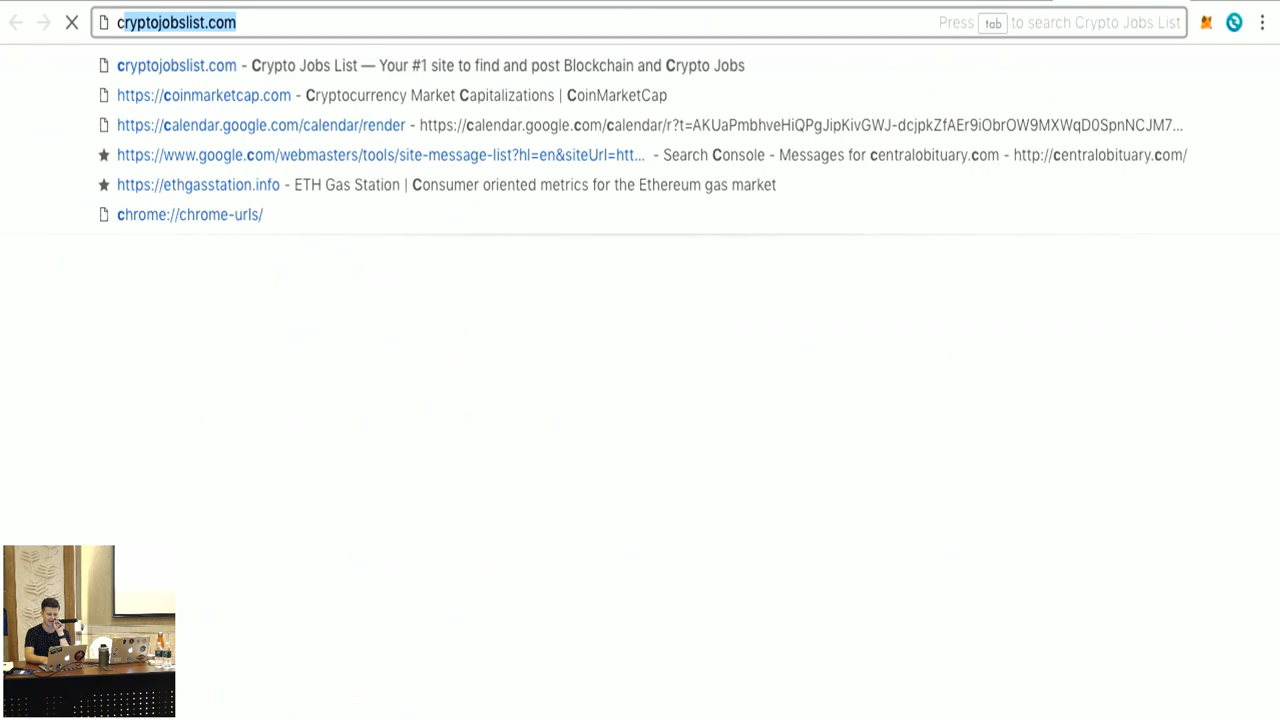 cryptojobslist.com
Press tab to search Crypto Jobs List
cryptojobslist.com - Crypto Jobs List — Your #1 site to find and post Blockchain and Crypto Jobs
https://coinmarketcap.com - Cryptocurrency Market Capitalizations | CoinMarketCap
https://calendar.google.com/calendar/render - https://calendar.google.com/calendar/r?t=AKUaPmbhveHiQPgJipKivGWJ-dcjpkZfAEr9iObrOW9MXWqD0SpnNCJM7...
https://www.google.com/webmasters/tools/site-message-list?hl=en&siteUrl=htt... - Search Console - Messages for centralobituary.com - http://centralobituary.com/
https://ethgasstation.info - ETH Gas Station | Consumer oriented metrics for the Ethereum gas market
chrome://chrome-urls/